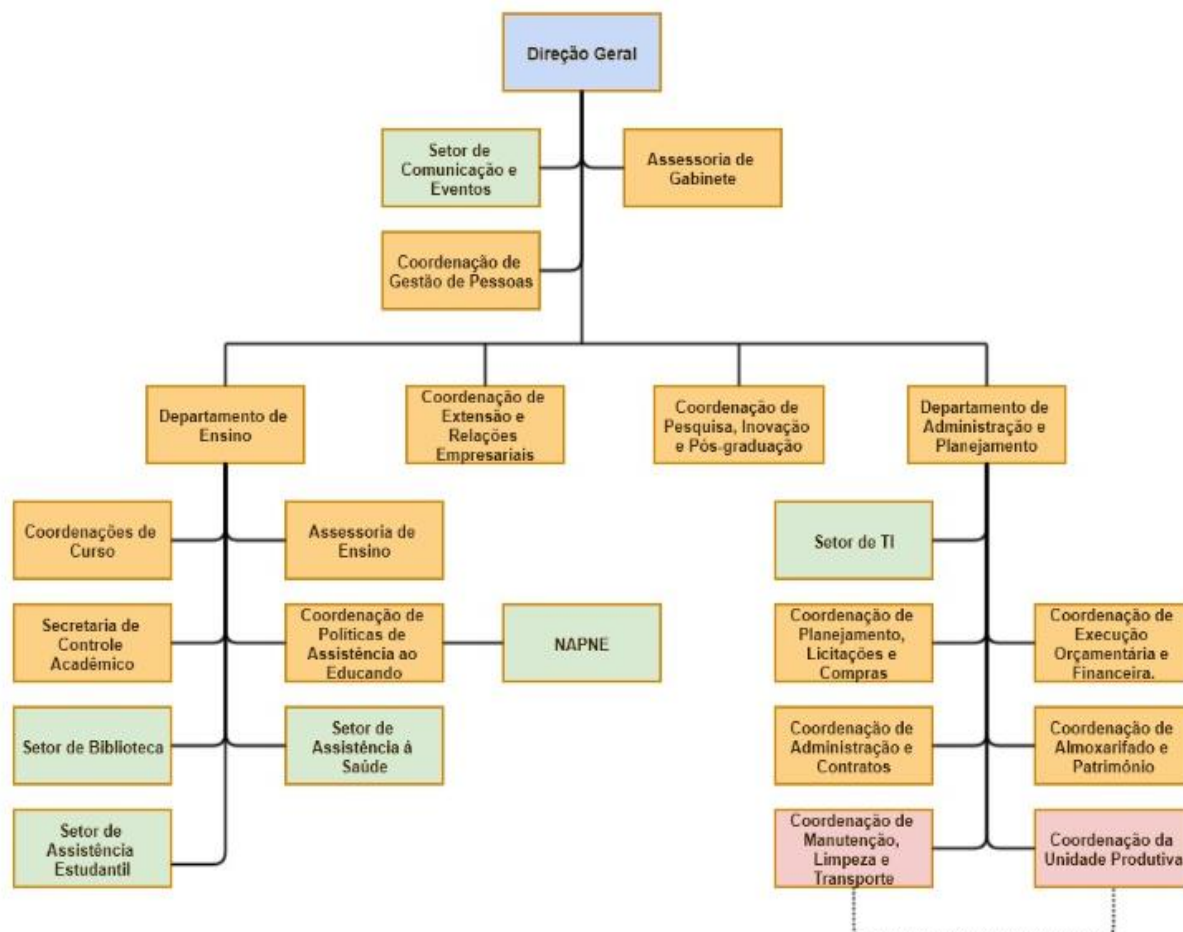 Direção Geral
Setor de
Comunicação e
Eventos
Assessoria de
Gabinete
Coordenação de
Gestão de Pessoas
Departamento de
Ensino
Coordenação de
Extensão e
Relações
Empresariais
Coordenação de
Pesquisa, Inovação
e Pós-graduação
Departamento de
Administração e
Planejamento
Coordenações de
Curso
Assessoria de
Ensino
Setor de TI
Secretaria de
Controle
Acadêmico
Coordenação de
Políticas de
Assistência ao
Educando
NAPNE
Coordenação de
Planejamento,
Licitações e
Compras
Coordenação de
Execução
Orçamentária e
Financeira.
Setor de Biblioteca
Setor de
Assistência à
Saúde
Coordenação de
Administração e
Contratos
Coordenação de
Almoxarifado e
Patrimônio
Setor de
Assistência
Estudantil
Coordenação de
Manutenção,
Limpeza e
Transporte
Coordenação da
Unidade Produtiva